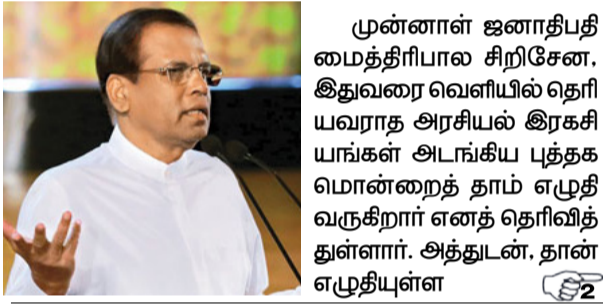 முன்னாள் ஜனாதிபதி
மைத்திரிபால சிறிசேன,
இதுவரை வெளியில் தெரி
யவராத அரசியல் இரகசி
யங்கள் அடங்கிய புத்தக
மொன்றைத் தாம் எழுதி
வருகிறார் எனத் தெரிவித்
துள்ளார். அத்துடன், தான்
எழுதியுள்ள
2